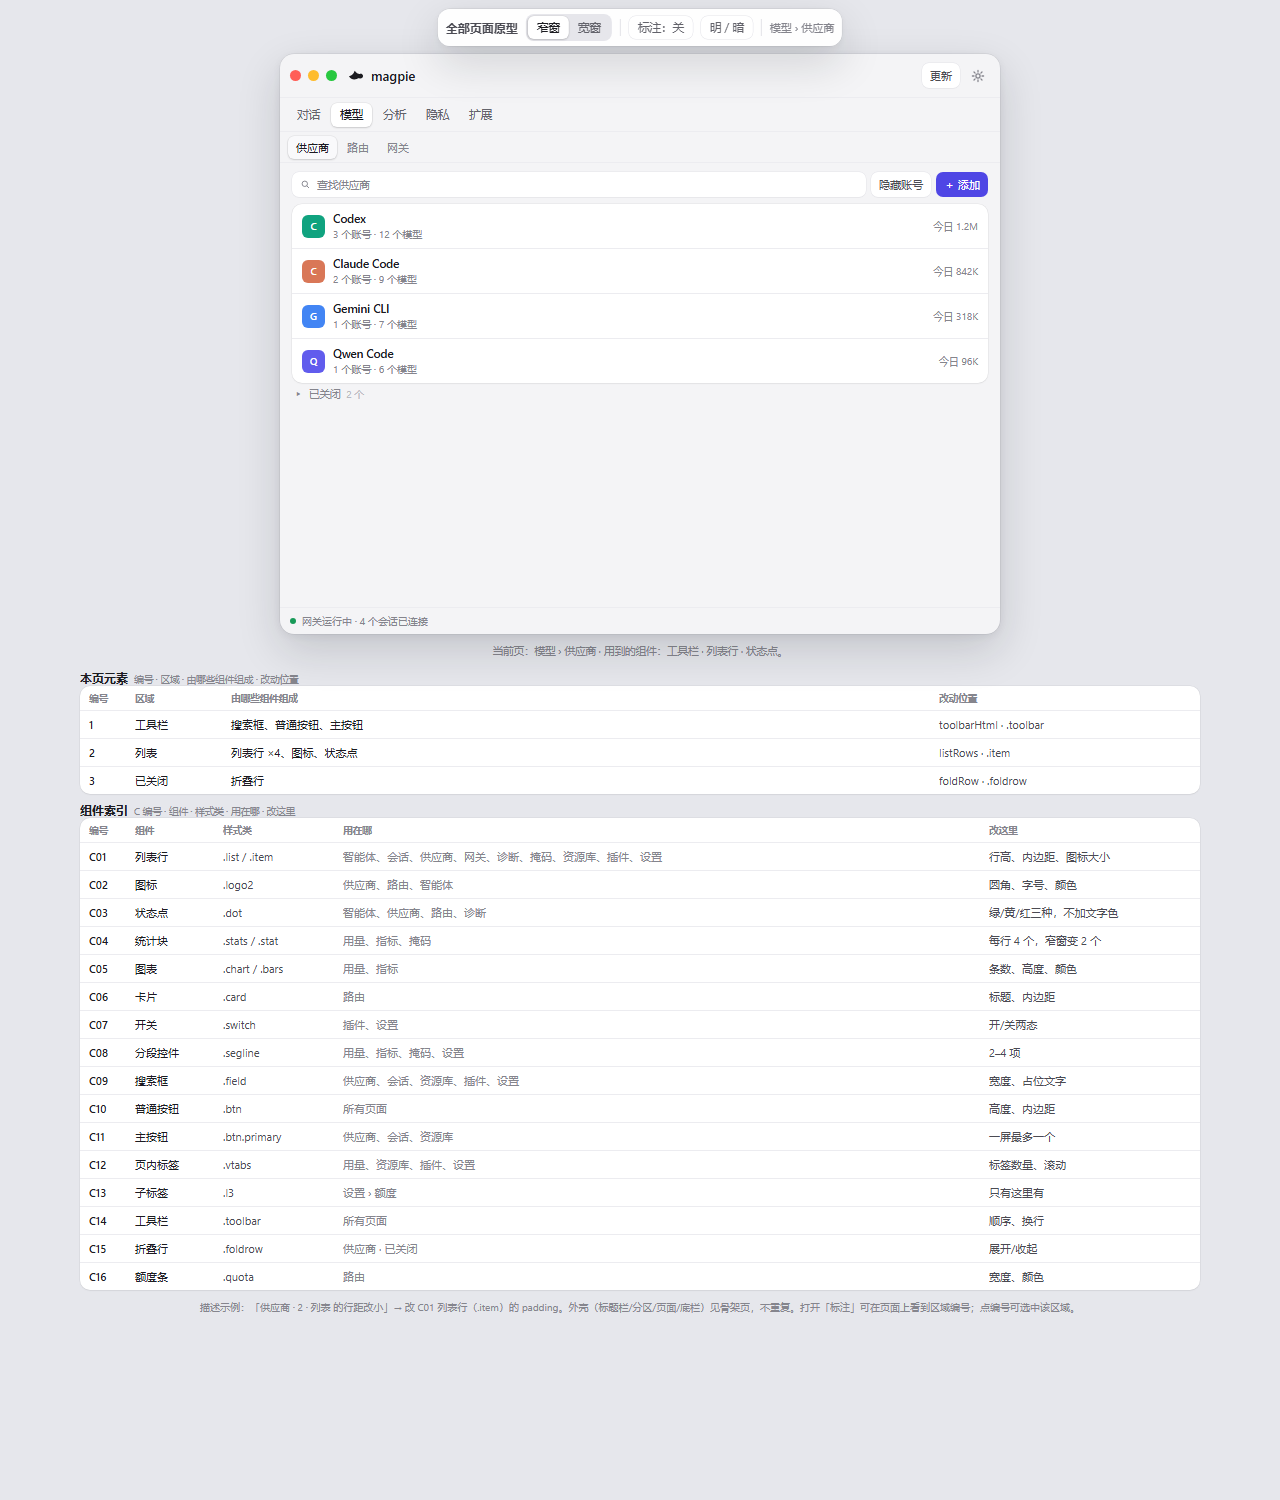 全部页面原型 窄窗 宽窗 标注：关 明 / 暗 模型 › 供应商
magpie 更新
对话 模型 分析 隐私 扩展
供应商 路由 网关
查找供应商 隐藏账号 + 添加
C Codex 今日 1.2M
3 个账号 · 12 个模型
C Claude Code 今日 842K
2 个账号 · 9 个模型
G Gemini CLI 今日 318K
1 个账号 · 7 个模型
Q Qwen Code 今日 96K
1 个账号 · 6 个模型
已关闭 2 个
网关运行中 · 4 个会话已连接
当前页：模型 › 供应商 · 用到的组件：工具栏 · 列表行 · 状态点。
本页元素 编号 · 区域 · 由哪些组件组成 · 改动位置
编号 区域 由哪些组件组成 改动位置
1 工具栏 搜索框、普通按钮、主按钮 toolbarHtml · .toolbar
2 列表 列表行 ×4、图标、状态点 listRows · .item
3 已关闭 折叠行 foldRow · .foldrow
组件索引 C 编号 · 组件 · 样式类 · 用在哪 · 改这里
编号 组件 样式类 用在哪 改这里
C01 列表行 .list / .item 智能体、会话、供应商、网关、诊断、掩码、资源库、插件、设置 行高、内边距、图标大小
C02 图标 .logo2 供应商、路由、智能体 圆角、字号、颜色
C03 状态点 .dot 智能体、供应商、路由、诊断 绿/黄/红三种，不加文字色
C04 统计块 .stats / .stat 用量、指标、掩码 每行 4 个，窄窗变 2 个
C05 图表 .chart / .bars 用量、指标 条数、高度、颜色
C06 卡片 .card 路由 标题、内边距
C07 开关 .switch 插件、设置 开/关两态
C08 分段控件 .segline 用量、指标、掩码、设置 2–4 项
C09 搜索框 .field 供应商、会话、资源库、插件、设置 宽度、占位文字
C10 普通按钮 .btn 所有页面 高度、内边距
C11 主按钮 .btn.primary 供应商、会话、资源库 一屏最多一个
C12 页内标签 .vtabs 用量、资源库、插件、设置 标签数量、滚动
C13 子标签 .l3 设置 › 额度 只有这里有
C14 工具栏 .toolbar 所有页面 顺序、换行
C15 折叠行 .foldrow 供应商 · 已关闭 展开/收起
C16 额度条 .quota 路由 宽度、颜色
描述示例：「供应商 · 2 · 列表 的行距改小」→ 改 C01 列表行（.item）的 padding。外壳（标题栏/分区/页面/底栏）见骨架页，不重复。打开「标注」可在页面上看到区域编号；点编号可选中该区域。